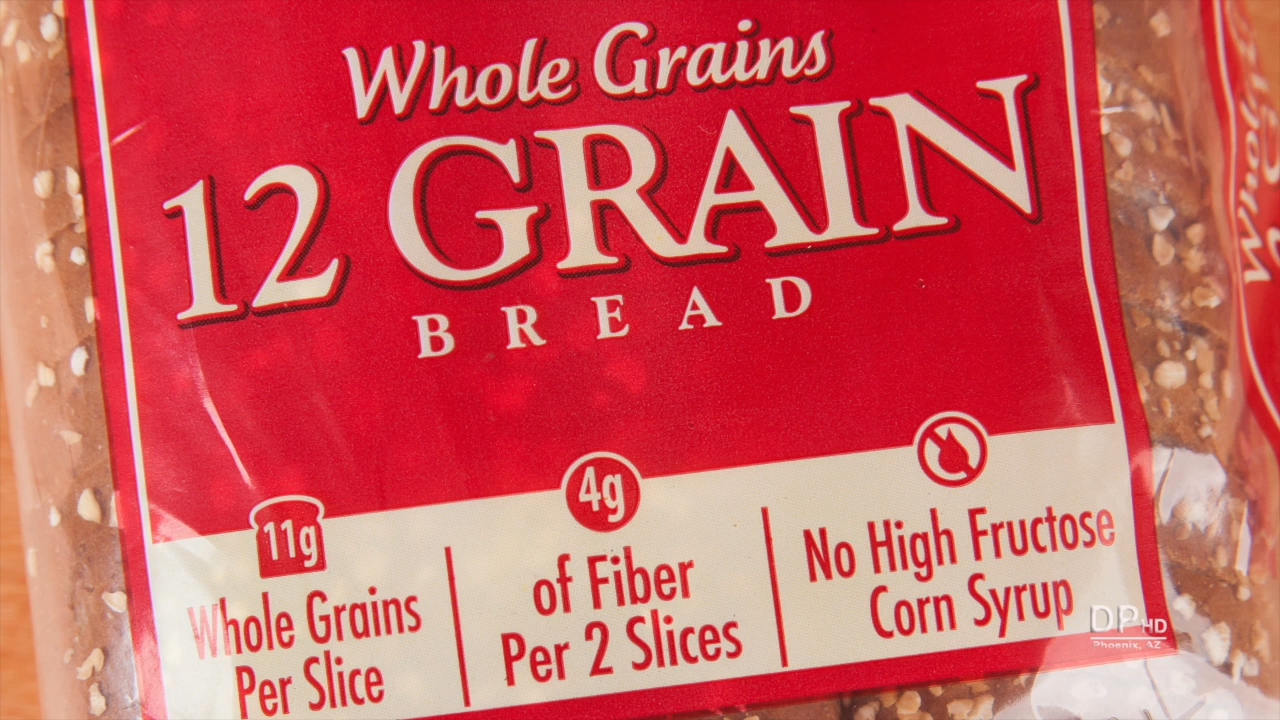 Whole Grains
12 GRAIN
BREAD
11g
Whole Grains
Per Slice
4g
of Fiber
Per 2 Slices
No High Fructose
Corn Syrup
DP HD
Phoenix, AZ
Who